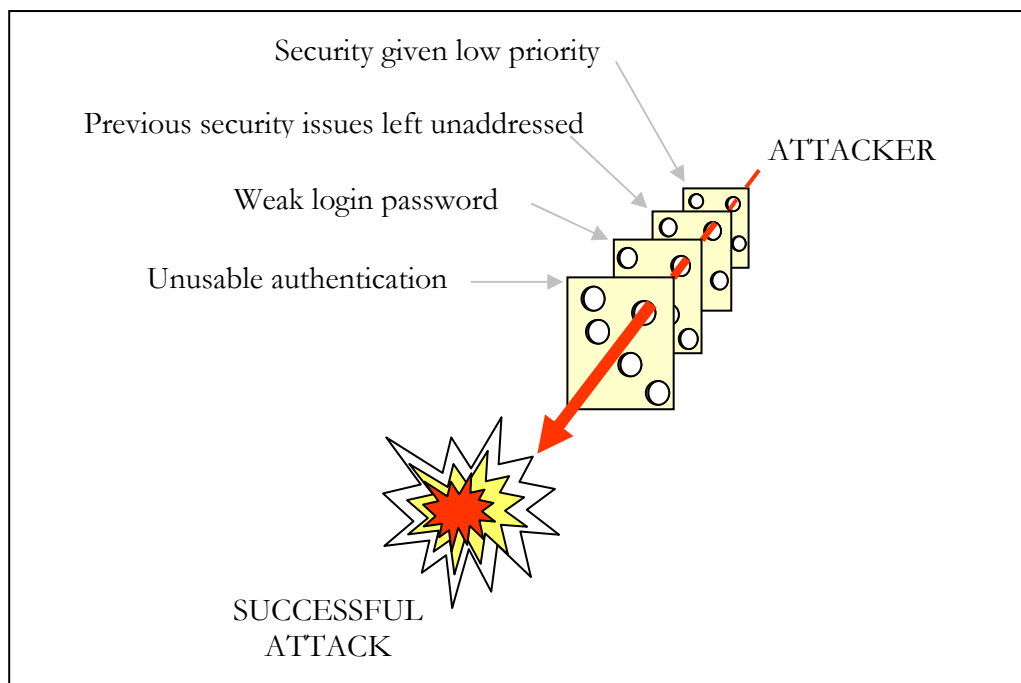 Security given low priority
Previous security issues left unaddressed
ATTACKER
Weak login password
Unusable authentication
SUCCESSFUL
ATTACK